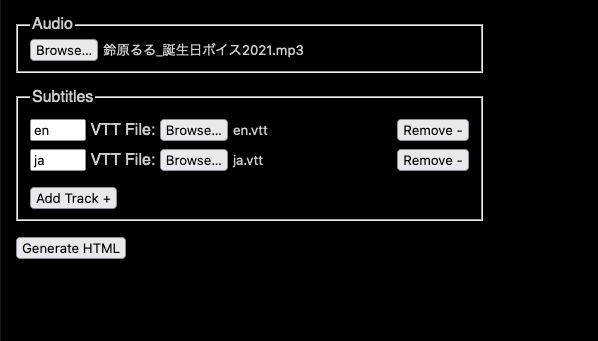 Audio
Browse... 鈴原るる_誕生日ボイス2021.mp3
Subtitles
en VTT File: Browse... en.vtt Remove -
ja VTT File: Browse... ja.vtt Remove -
Add Track +
Generate HTML